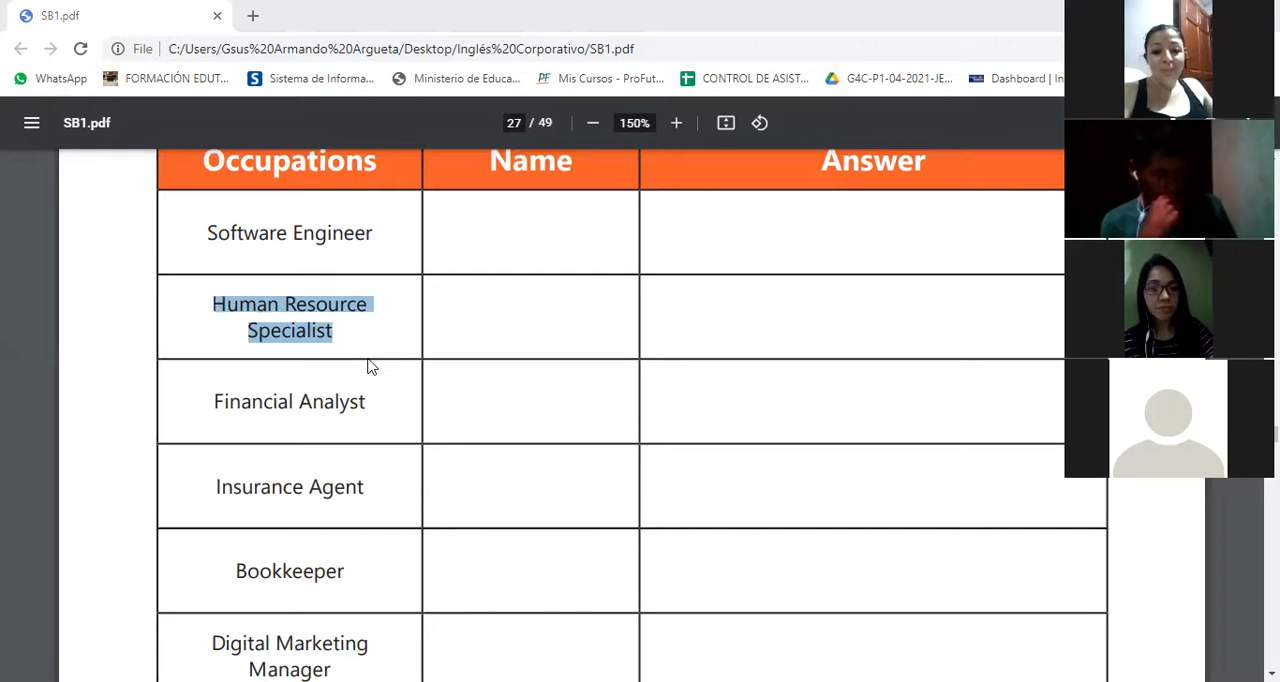 SB1.pdf
File C:/Users/Gsus%20Armando%20Argueta/Desktop/Inglés%20Corporativo/SB1.pdf
WhatsApp FORMACIÓN EDUT... Sistema de Informa... Ministerio de Educa... PF Mis Cursos - ProFut... CONTROL DE ASIST... G4C-P1-04-2021-JE... Dashboard | In
SB1.pdf 27 / 49 150%
Occupations Name Answer
Software Engineer
Human Resource
Specialist
Financial Analyst
Insurance Agent
Bookkeeper
Digital Marketing
Manager